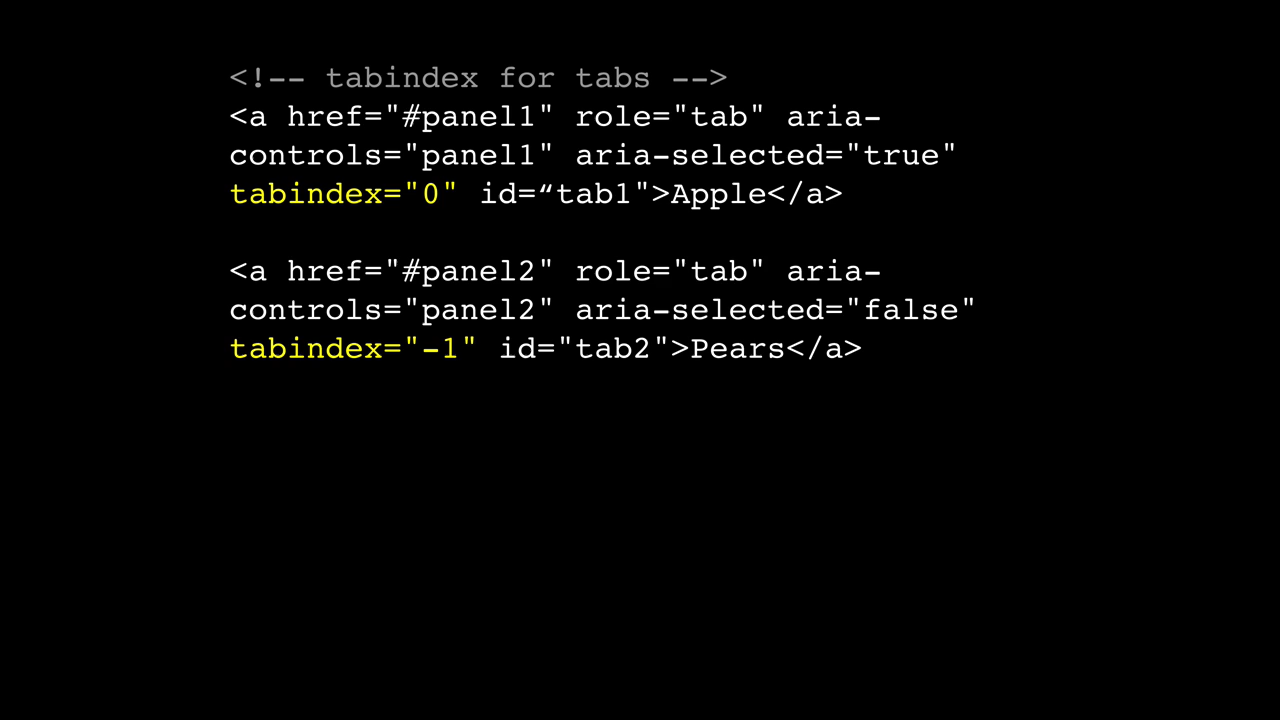 <!-- tabindex for tabs -->
<a href="#panel1" role="tab" aria-
controls="panel1" aria-selected="true"
tabindex="0" id=“tab1">Apple</a>
<a href="#panel2" role="tab" aria-
controls="panel2" aria-selected="false"
tabindex="-1" id="tab2">Pears</a>